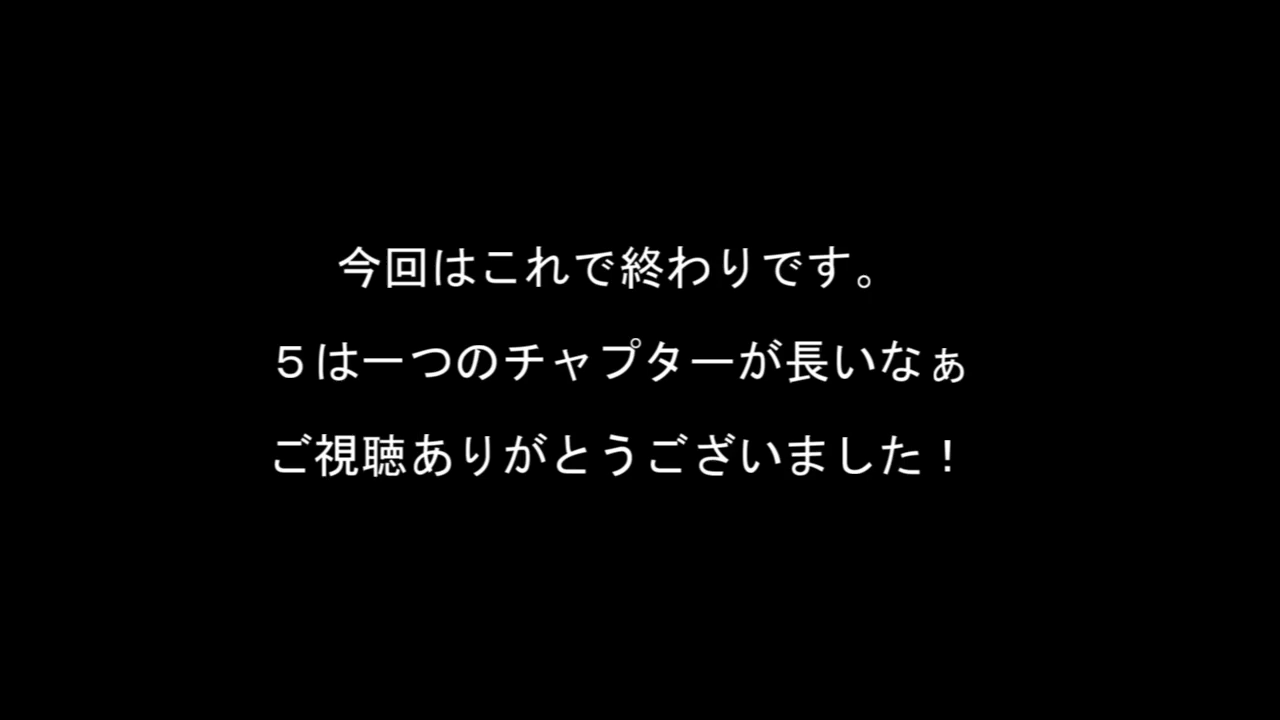 今回はこれで終わりです。
５は一つのチャプターが長いなぁ
ご視聴ありがとうございました！